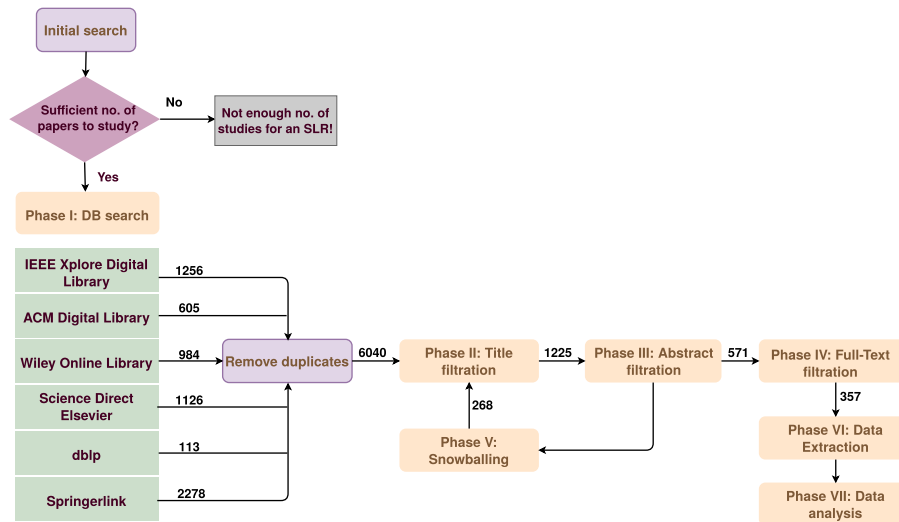 Initial search
Sufficient no. of
papers to study?
No
Not enough no. of
studies for an SLR!
Yes
Phase I: DB search
IEEE Xplore Digital
Library
1256
ACM Digital Library
605
Wiley Online Library
984
Science Direct
Elsevier
1126
dblp
113
Springerlink
2278
Remove duplicates
6040
Phase II: Title
filtration
1225
Phase III: Abstract
filtration
571
Phase IV: Full-Text
filtration
268
Phase V:
Snowballing
357
Phase VI: Data
Extraction
Phase VII: Data
analysis